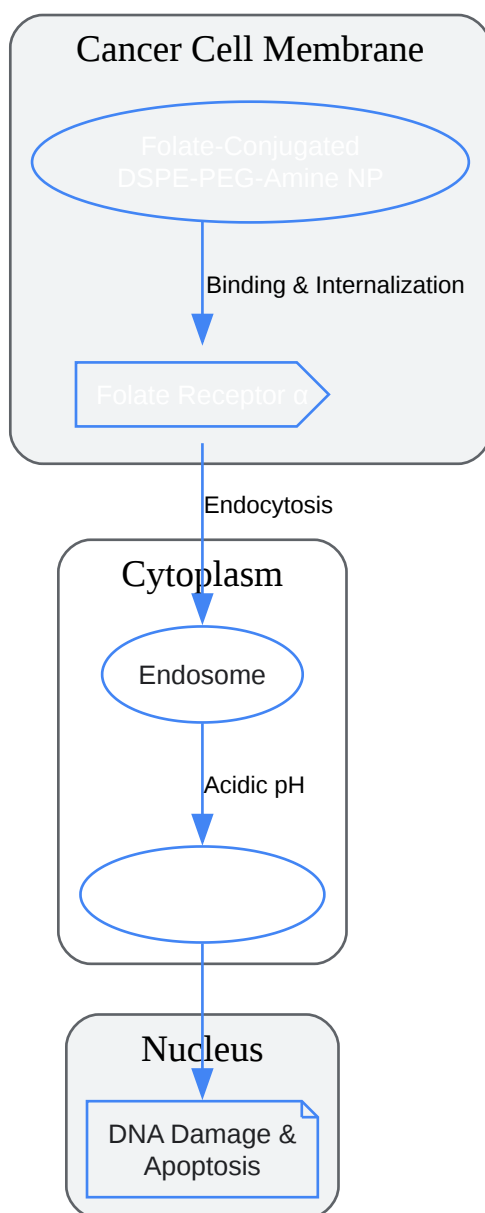 Cancer Cell Membrane
Folate-Conjugated
DSPE-PEG-Amine NP
Binding & Internalization
Folate Receptor α
Endocytosis
Cytoplasm
Endosome
Acidic pH
Nucleus
DNA Damage &
Apoptosis